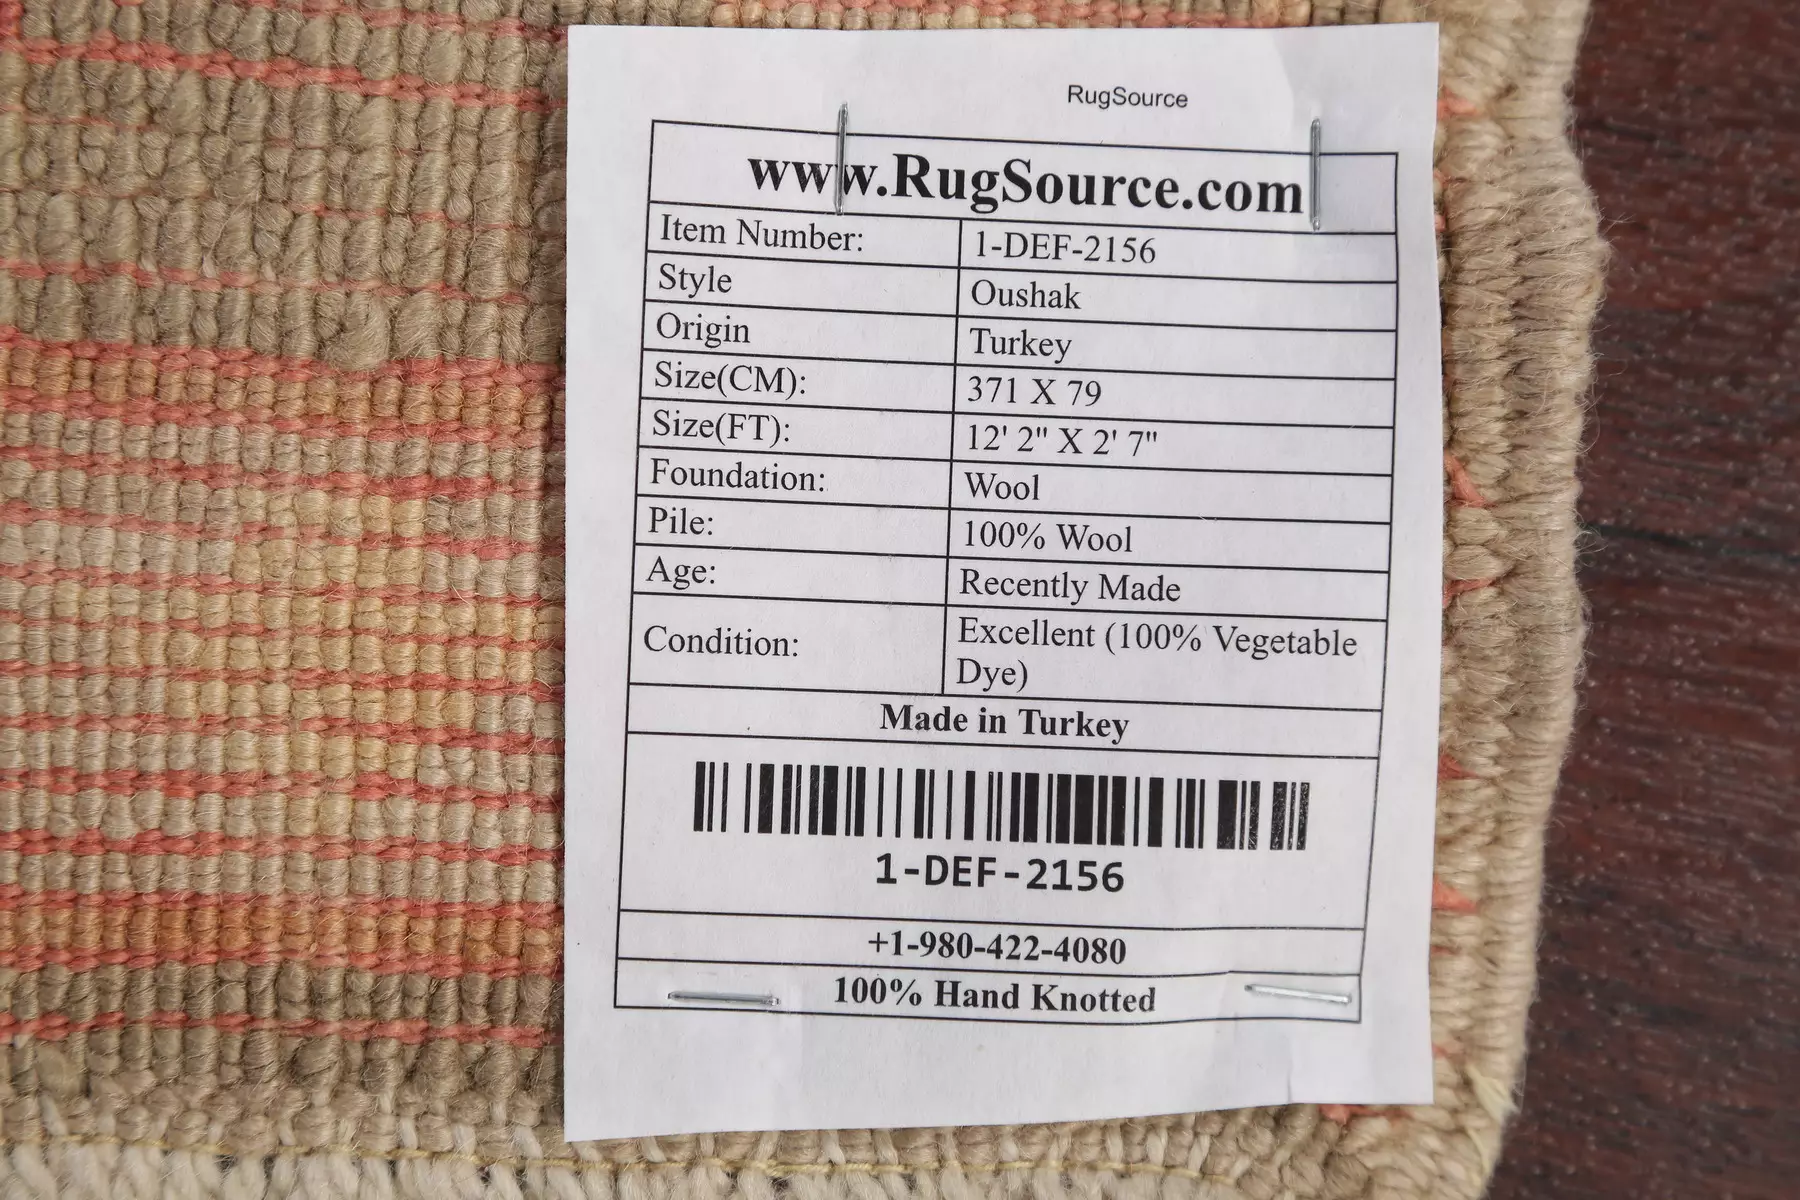 RugSource
www.RugSource.com
Item Number: 1-DEF-2156
Style Oushak
Origin Turkey
Size(CM): 371 X 79
Size(FT): 12' 2" X 2' 7"
Foundation: Wool
Pile: 100% Wool
Age: Recently Made
Condition: Excellent (100% Vegetable
Dye)
Made in Turkey
1-DEF-2156
+1-980-422-4080
100% Hand Knotted